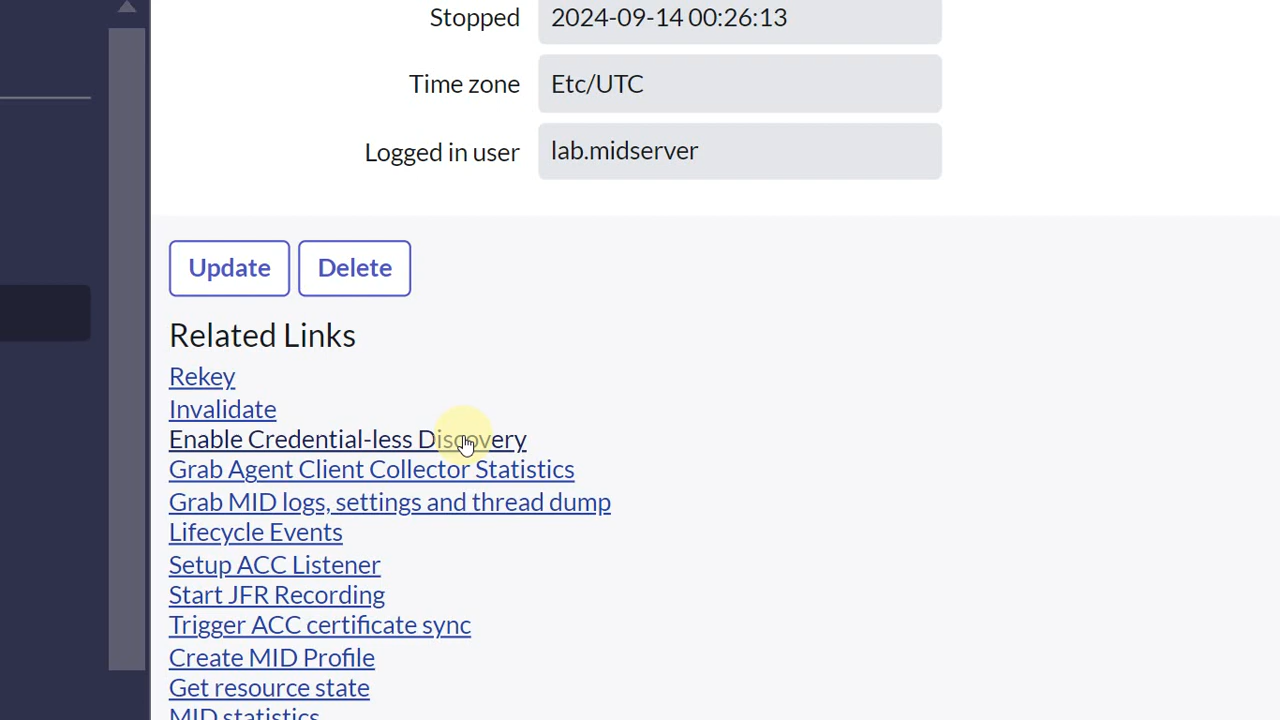 Stopped 2024-09-14 00:26:13
Time zone Etc/UTC
Logged in user lab.midserver
Update Delete
Related Links
Rekey
Invalidate
Enable Credential-less Discovery
Grab Agent Client Collector Statistics
Grab MID logs, settings and thread dump
Lifecycle Events
Setup ACC Listener
Start JFR Recording
Trigger ACC certificate sync
Create MID Profile
Get resource state
MID statistics